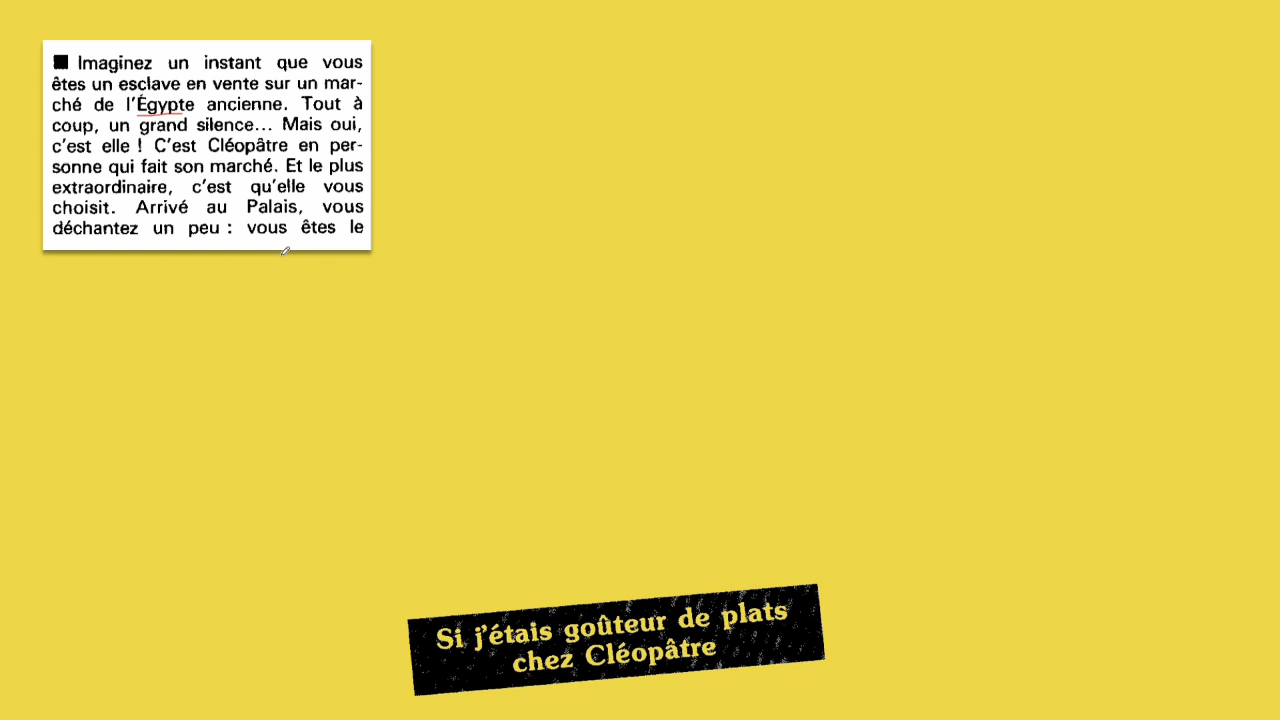 ■ Imaginez un instant que vous
êtes un esclave en vente sur un mar-
ché de l'Égypte ancienne. Tout à
coup, un grand silence... Mais oui,
c'est elle ! C'est Cléopâtre en per-
sonne qui fait son marché. Et le plus
extraordinaire, c'est qu'elle vous
choisit. Arrivé au Palais, vous
déchantez un peu : vous êtes le
Si j'étais goûteur de plats
chez Cléopâtre